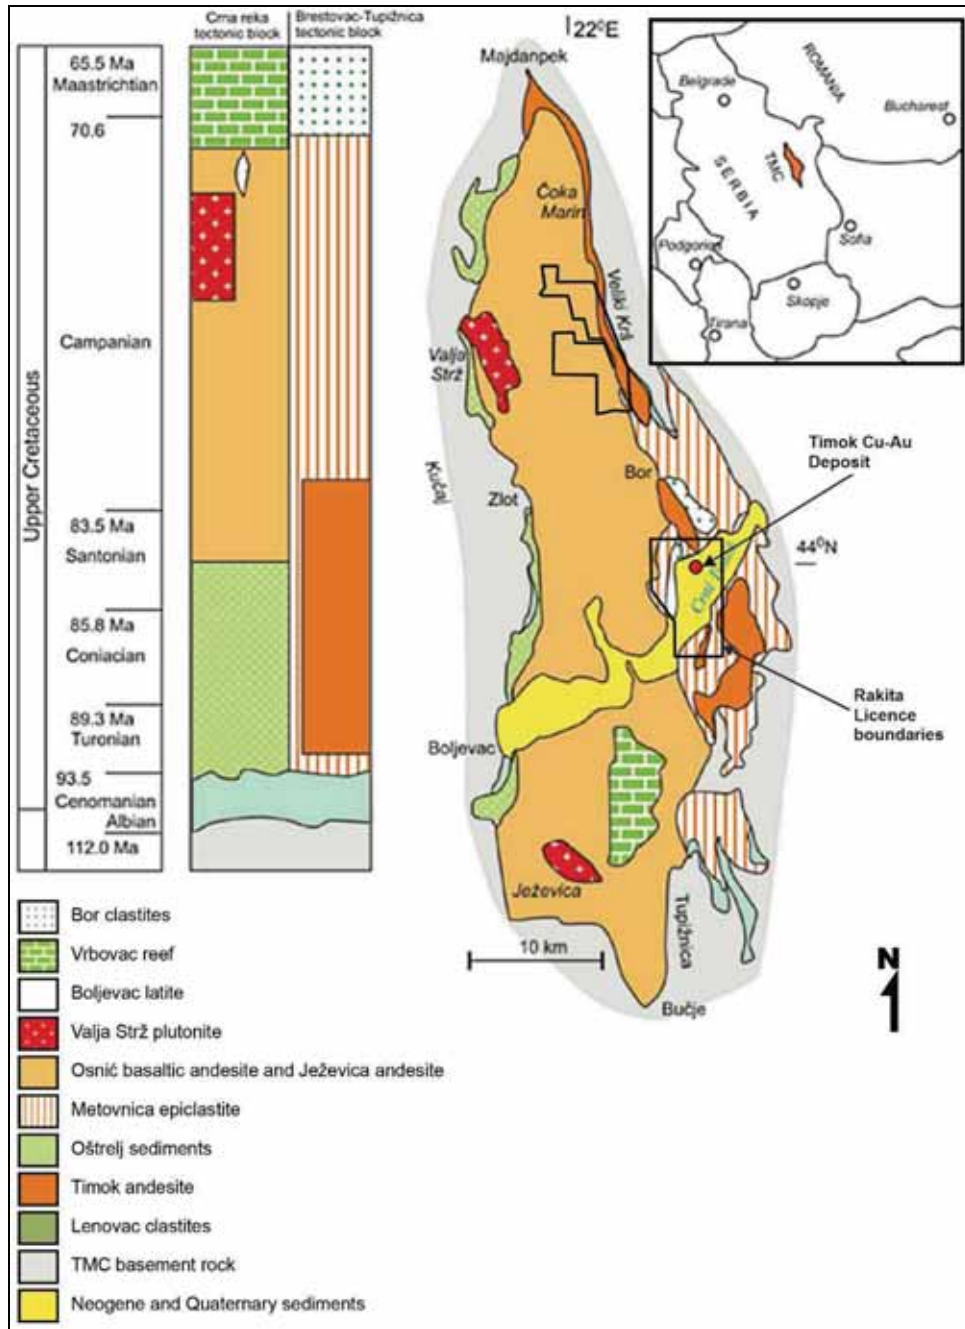 Crna reka
tectonic block
Brestovac-Tupižnica
tectonic block
Upper Cretaceous
65.5 Ma
Maastrichtian
70.6
Campanian
83.5 Ma
Santonian
85.8 Ma
Coniacian
89.3 Ma
Turonian
93.5
Cenomanian
Albian
112.0 Ma
22⁰E
Majdanpek
Čoka
Marin
Veliki Krš
Valja
Strž
Kučaj
Zlot
Bor
Timok Cu-Au
Deposit
44⁰N
Crni
Rakita
Licence
boundaries
Boljevac
Ježevica
Tupižnica
10 km
Bučje
N
Belgrade
ROMANIA
Bucharest
SERBIA
TMC
Sofia
Skopje
Tirana
Bor clastites
Vrbovac reef
Boljevac latite
Valja Strž plutonite
Osnić basaltic andesite and Ježevica andesite
Metovnica epiclastite
Oštrelj sediments
Timok andesite
Lenovac clastites
TMC basement rock
Neogene and Quaternary sediments